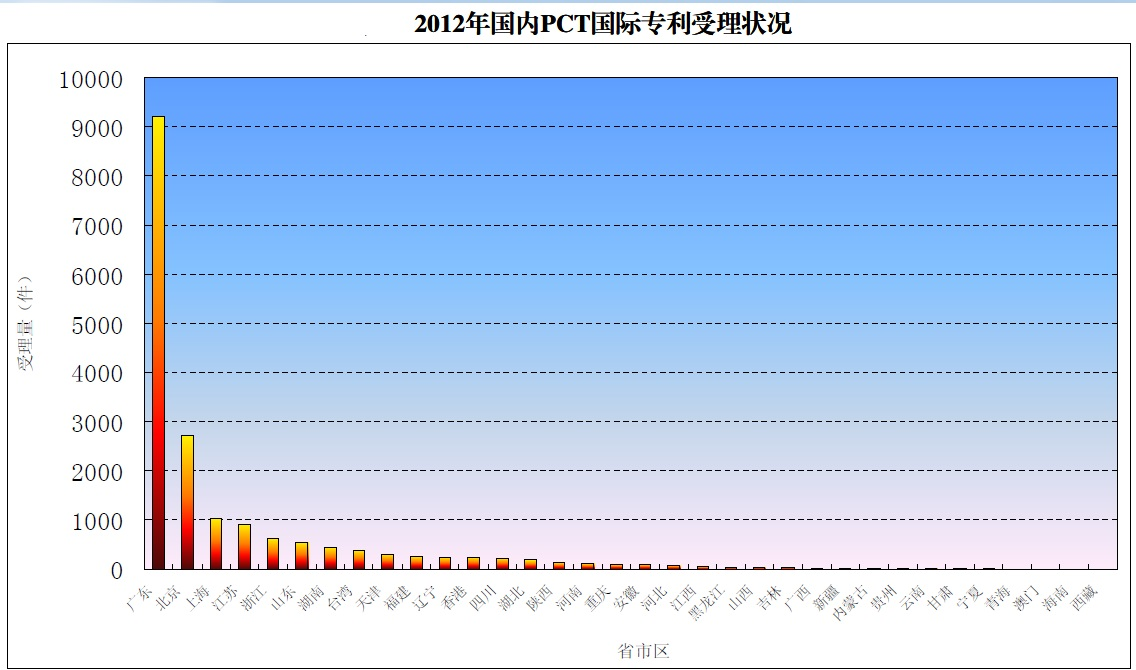 2012年国内PCT国际专利受理状况
10000
9000
8000
7000
6000
5000
4000
3000
2000
1000
0
受理量（件）
广东
北京
上海
江苏
浙江
山东
湖南
台湾
天津
福建
辽宁
香港
四川
湖北
陕西
河南
重庆
安徽
河北
江西
黑龙江
山西
吉林
广西
新疆
内蒙古
贵州
云南
甘肃
宁夏
青海
澳门
海南
西藏
省市区